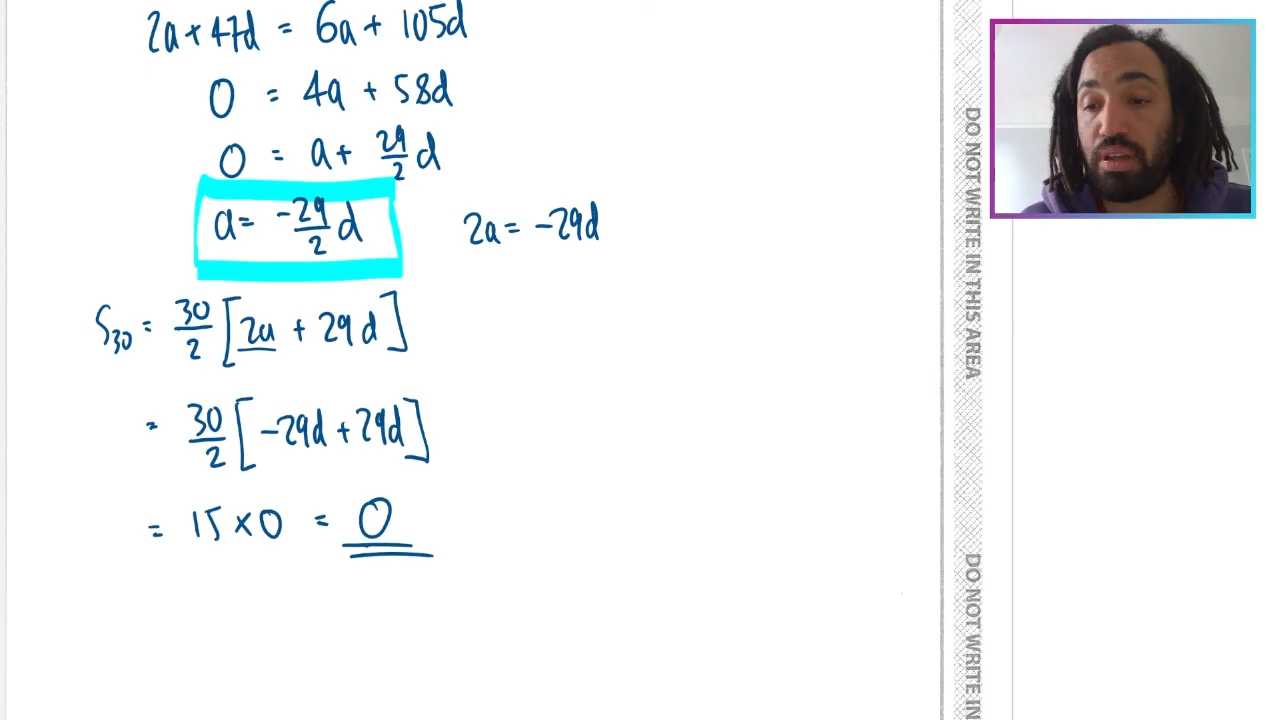 2a + 47d = 6a + 105d
0 = 4a + 58d
0 = a + 29/2 d
a = -29/2 d
2a = -29d
S30 = 30/2 [2a + 29d]
= 30/2 [-29d + 29d]
= 15 × 0 = 0
DO NOT WRITE IN THIS AREA
DO NOT WRITE IN